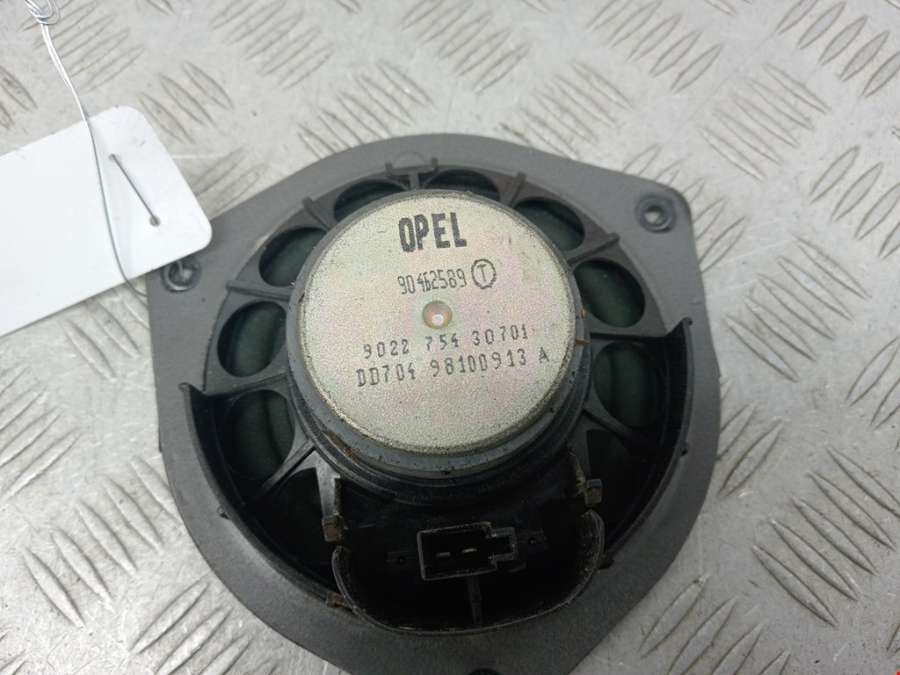 OPEL
90462589 T
9022 754 30701
DD704 98100913 A